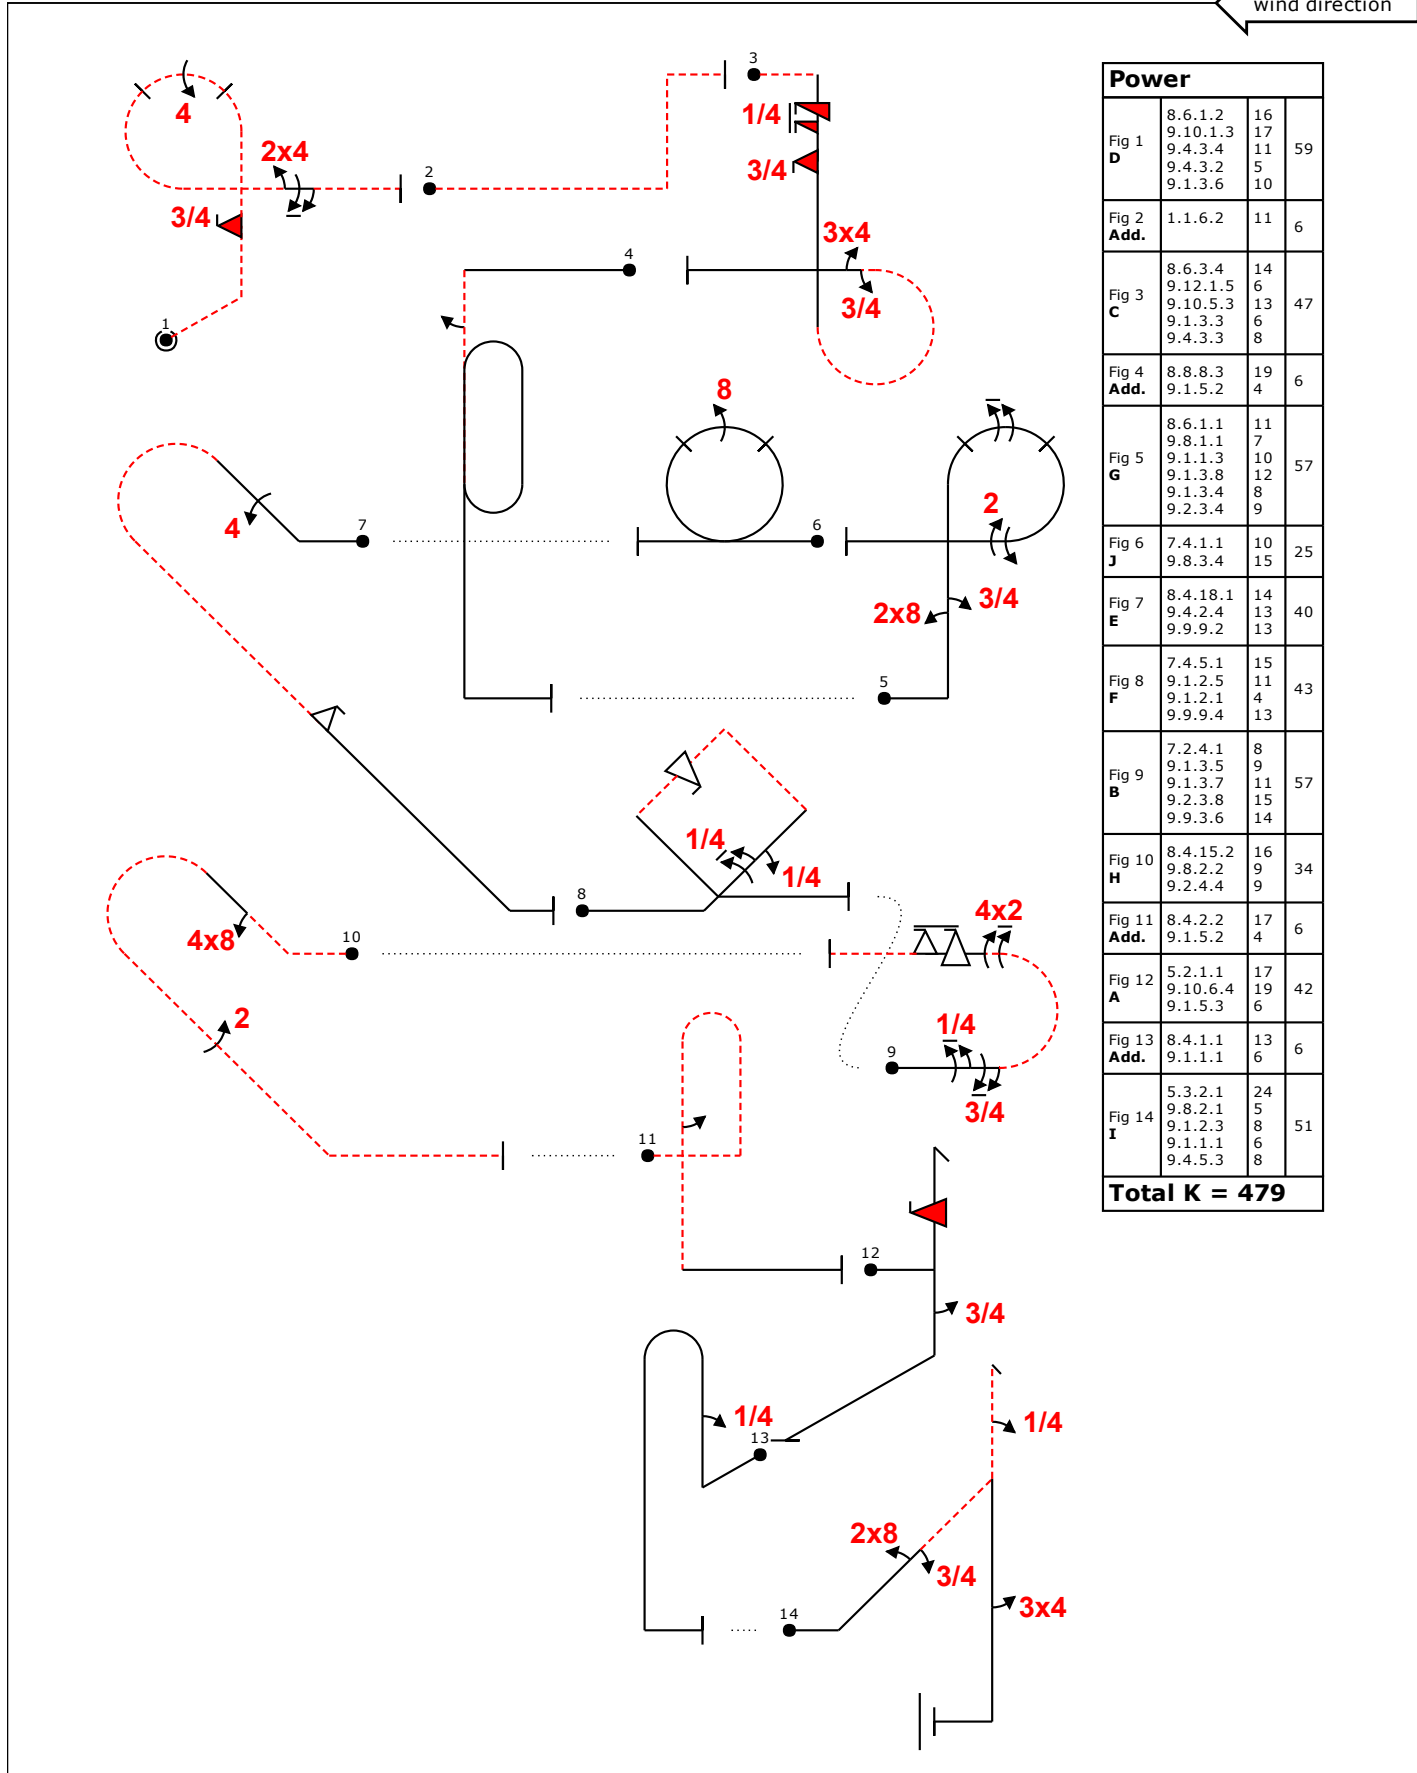 wind direction
3
1/4
3/4
4
2x4
2
3/4
3x4
3/4
4
1
8
2
4
7
6
3/4
2x8
5
1/4
1/4
8
4x2
4x8
10
2
1/4
9
3/4
11
12
3/4
1/4
13
1/4
2x8
3/4
14
3x4
Power
Fig 1 D 8.6.1.2 16 59
9.10.1.3 17
9.4.3.4 11
9.4.3.2 5
9.1.3.6 10
Fig 2 Add. 1.1.6.2 11 6
Fig 3 C 8.6.3.4 14 47
9.12.1.5 6
9.10.5.3 13
9.1.3.3 6
9.4.3.3 8
Fig 4 Add. 8.8.8.3 19 6
9.1.5.2 4
Fig 5 G 8.6.1.1 11 57
9.8.1.1 7
9.1.1.3 10
9.1.3.8 12
9.1.3.4 8
9.2.3.4 9
Fig 6 J 7.4.1.1 10 25
9.8.3.4 15
Fig 7 E 8.4.18.1 14 40
9.4.2.4 13
9.9.9.2 13
Fig 8 F 7.4.5.1 15 43
9.1.2.5 11
9.1.2.1 4
9.9.9.4 13
Fig 9 B 7.2.4.1 8 57
9.1.3.5 9
9.1.3.7 11
9.2.3.8 15
9.9.3.6 14
Fig 10 H 8.4.15.2 16 34
9.8.2.2 9
9.2.4.4 9
Fig 11 Add. 8.4.2.2 17 6
9.1.5.2 4
Fig 12 A 5.2.1.1 17 42
9.10.6.4 19
9.1.5.3 6
Fig 13 Add. 8.4.1.1 13 6
9.1.1.1 6
Fig 14 I 5.3.2.1 24 51
9.8.2.1 5
9.1.2.3 8
9.1.1.1 6
9.4.5.3 8
Total K = 479